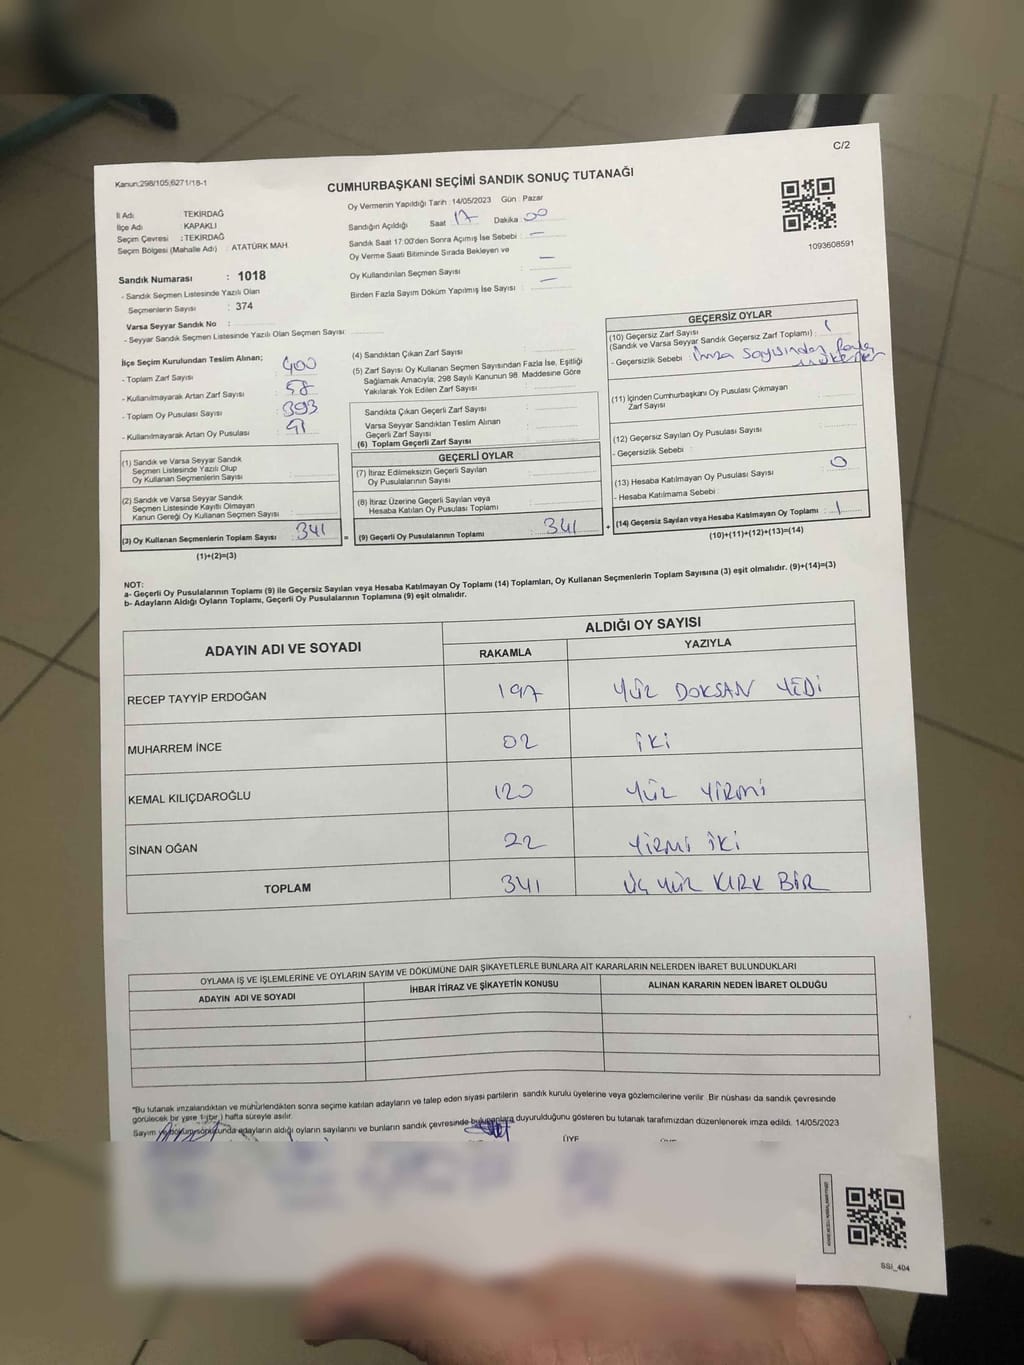 C/2
Kanun;298/105;6271/18-1
CUMHURBAŞKANI SEÇİMİ SANDIK SONUÇ TUTANAĞI
1093608591
İl Adı TEKİRDAĞ
İlçe Adı : KAPAKLI
Seçim Çevresi : TEKİRDAĞ
Seçim Bölgesi (Mahalle Adı) : ATATÜRK MAH.
Oy Vermenin Yapıldığı Tarih : 14/05/2023 Gün : Pazar
Sandığın Açıldığı Saat 17 Dakika 00
Sandık Saat 17:00'den Sonra Açımış İse Sebebi : —
Oy Verme Saati Bitiminde Sırada Bekleyen ve
Oy Kullandırılan Seçmen Sayısı : —
Birden Fazla Sayım Döküm Yapılmış İse Sayısı : —
Sandık Numarası : 1018
- Sandık Seçmen Listesinde Yazılı Olan
Seçmenlerin Sayısı : 374
Varsa Seyyar Sandık No :
- Seyyar Sandık Seçmen Listesinde Yazılı Olan Seçmen Sayısı:
İlçe Seçim Kurulundan Teslim Alınan;
- Toplam Zarf Sayısı : 400
- Kullanılmayarak Artan Zarf Sayısı : 58
- Toplam Oy Pusulası Sayısı : 393
- Kullanılmayarak Artan Oy Pusulası :
(1) Sandık ve Varsa Seyyar Sandık
Seçmen Listesinde Yazılı Olup
Oy Kullanan Seçmenlerin Sayısı :
(2) Sandık ve Varsa Seyyar Sandık
Seçmen Listesinde Kayıtlı Olmayan
Kanun Gereği Oy Kullanan Seçmen Sayısı :
(3) Oy Kullanan Seçmenlerin Toplam Sayısı : 341
(1)+(2)=(3)
=
(4) Sandıktan Çıkan Zarf Sayısı :
(5) Zarf Sayısı Oy Kullanan Seçmen Sayısından Fazla İse, Eşitliği
Sağlamak Amacıyla; 298 Sayılı Kanunun 98. Maddesine Göre
Yakılarak Yok Edilen Zarf Sayısı :
Sandıkta Çıkan Geçerli Zarf Sayısı :
Varsa Seyyar Sandıktan Teslim Alınan
Geçerli Zarf Sayısı :
(6) Toplam Geçerli Zarf Sayısı
GEÇERLİ OYLAR
(7) İtiraz Edilmeksizin Geçerli Sayılan
Oy Pusulalarının Sayısı :
(8) İtiraz Üzerine Geçerli Sayılan veya
Hesaba Katılan Oy Pusulası Toplamı :
(9) Geçerli Oy Pusulalarının Toplamı : 341
+
GEÇERSİZ OYLAR
(10) Geçersiz Zarf Sayısı
(Sandık ve Varsa Seyyar Sandık Geçersiz Zarf Toplamı) : 1
- Geçersizlik Sebebi : imza sayısından fazla
(11) İçinden Cumhurbaşkanı Oy Pusulası Çıkmayan
Zarf Sayısı :
(12) Geçersiz Sayılan Oy Pusulası Sayısı :
- Geçersizlik Sebebi
(13) Hesaba Katılmayan Oy Pusulası Sayısı : 0
- Hesaba Katılmama Sebebi :
(14) Geçersiz Sayılan veya Hesaba Katılmayan Oy Toplamı : 1
(10)+(11)+(12)+(13)=(14)
NOT:
a- Geçerli Oy Pusulalarının Toplamı (9) ile Geçersiz Sayılan veya Hesaba Katılmayan Oy Toplamı (14) Toplamları, Oy Kullanan Seçmenlerin Toplam Sayısına (3) eşit olmalıdır. (9)+(14)=(3)
b- Adayların Aldığı Oyların Toplamı, Geçerli Oy Pusulalarının Toplamına (9) eşit olmalıdır.
ADAYIN ADI VE SOYADI
ALDIĞI OY SAYISI
RAKAMLA YAZIYLA
RECEP TAYYİP ERDOĞAN 197 YÜZ DOKSAN YEDİ
MUHARREM İNCE 02 İKİ
KEMAL KILIÇDAROĞLU 120 YÜZ YİRMİ
SİNAN OĞAN 22 YİRMİ İKİ
TOPLAM 341 ÜÇ YÜZ KIRK BİR
OYLAMA İŞ VE İŞLEMLERİNE VE OYLARIN SAYIM VE DÖKÜMÜNE DAİR ŞİKAYETLERLE BUNLARA AİT KARARLARIN NELERDEN İBARET BULUNDUKLARI
ADAYIN ADI VE SOYADI İHBAR İTİRAZ VE ŞİKAYETİN KONUSU ALINAN KARARIN NEDEN İBARET OLDUĞU
"Bu tutanak imzalandıktan ve mühürlendikten sonra seçime katılan adayların ve talep eden siyasi partilerin sandık kurulu üyelerine veya gözlemcilerine verilir. Bir nüshası da sandık çevresinde
görülecek bir yere 1 (bir) hafta süreyle asılır.
Sayım ve döküm sonucunda adayların aldığı oyların sayılarını ve bunların sandık çevresinde bulunanlara duyurulduğunu gösteren bu tutanak tarafımızdan düzenlenerek imza edildi. 14/05/2023
ÜYE
SSİ_404